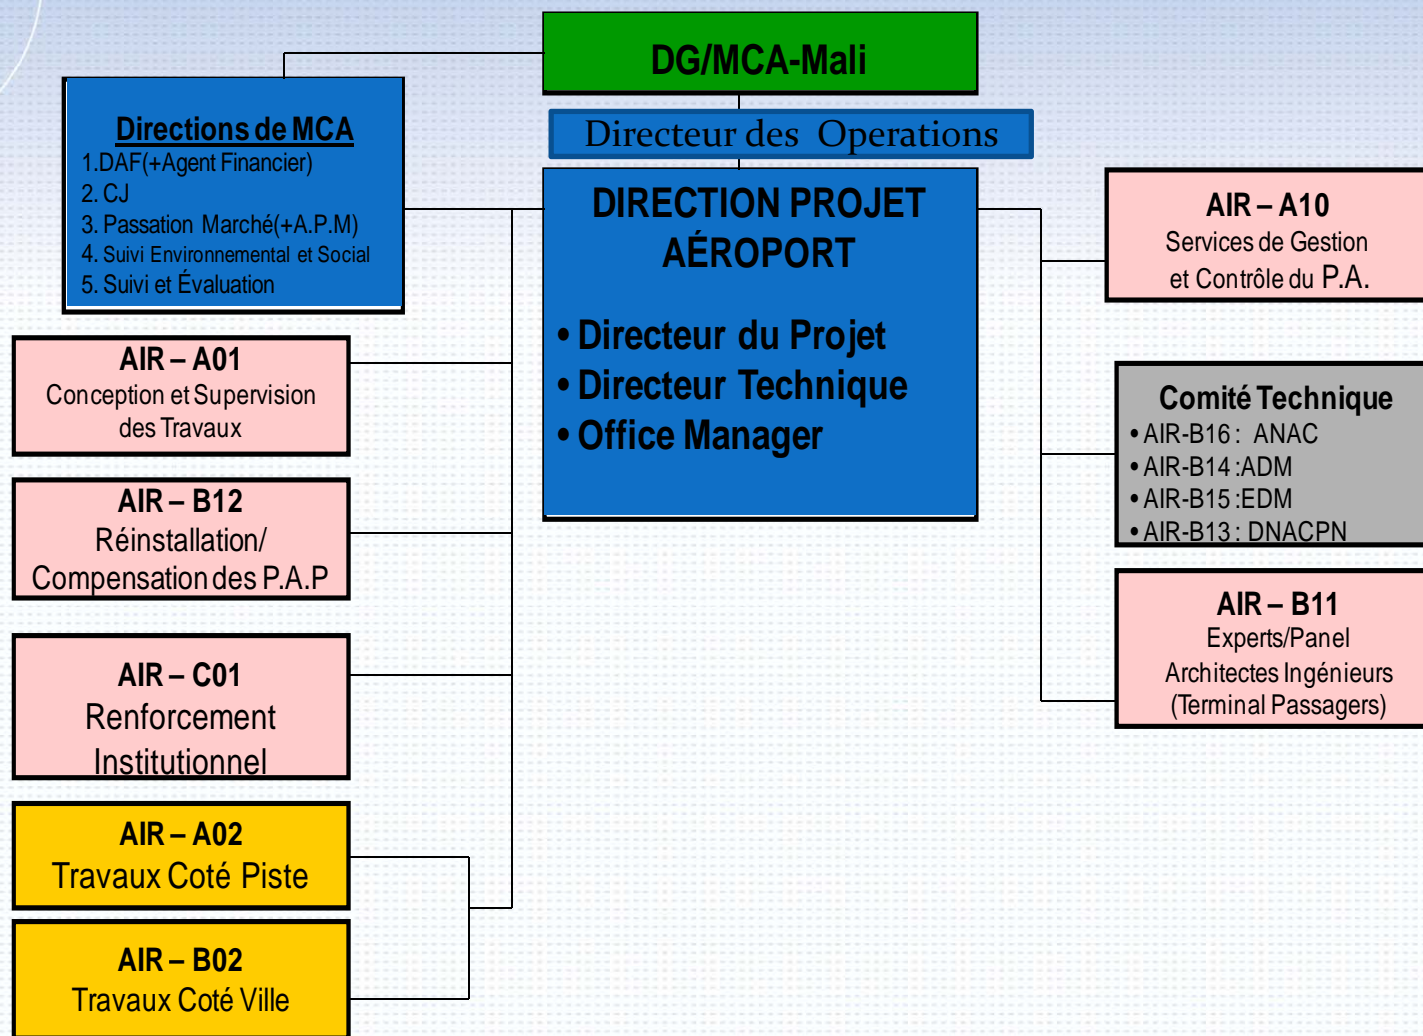 DG/MCA-Mali
Directeur des Operations
Directions de MCA
1.DAF(+Agent Financier)
2. CJ
3. Passation Marché(+A.P.M)
4. Suivi Environnemental et Social
5. Suivi et Évaluation
DIRECTION PROJET
AÉROPORT
• Directeur du Projet
• Directeur Technique
• Office Manager
AIR – A10
Services de Gestion
et Contrôle du P.A.
AIR – A01
Conception et Supervision
des Travaux
Comité Technique
• AIR-B16 : ANAC
• AIR-B14 :ADM
• AIR-B15 :EDM
• AIR-B13 : DNACPN
AIR – B12
Réinstallation/
Compensation des P.A.P
AIR – B11
Experts/Panel
Architectes Ingénieurs
(Terminal Passagers)
AIR – C01
Renforcement
Institutionnel
AIR – A02
Travaux Coté Piste
AIR – B02
Travaux Coté Ville